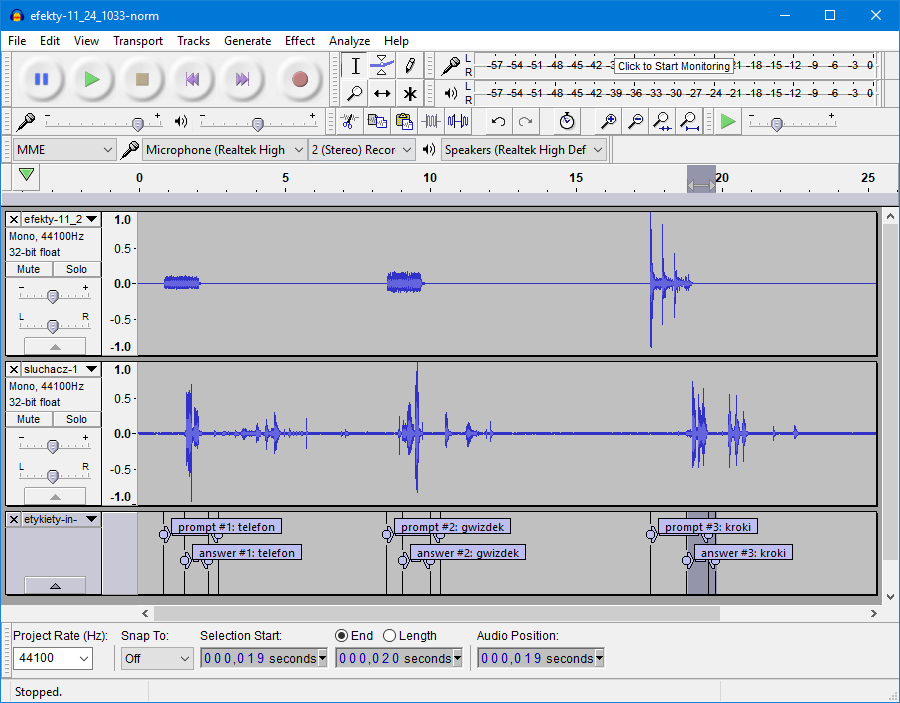 efekty-11_24_1033-norm
File Edit View Transport Tracks Generate Effect Analyze Help
L
R
-57 -54 -51 -48 -45 -42 Click to Start Monitoring -18 -15 -12 -9 -6 -3 0
L
R
-57 -54 -51 -48 -45 -42 -39 -36 -33 -30 -27 -24 -21 -18 -15 -12 -9 -6 -3 0
- + - + - +
MME Microphone (Realtek High 2 (Stereo) Recor Speakers (Realtek High Def
0 5 10 15 20 25
efekty-11_2
Mono, 44100Hz
32-bit float
Mute Solo
- +
L R
1.0
0.5
0.0
-0.5
-1.0
sluchacz-1
Mono, 44100Hz
32-bit float
Mute Solo
- +
L R
1.0
0.5
0.0
-0.5
-1.0
etykiety-in-
prompt #1: telefon prompt #2: gwizdek prompt #3: kroki
answer #1: telefon answer #2: gwizdek answer #3: kroki
Project Rate (Hz): Snap To: Selection Start: End Length Audio Position:
44100 Off 000,019 seconds 000,020 seconds 000,019 seconds
Stopped.